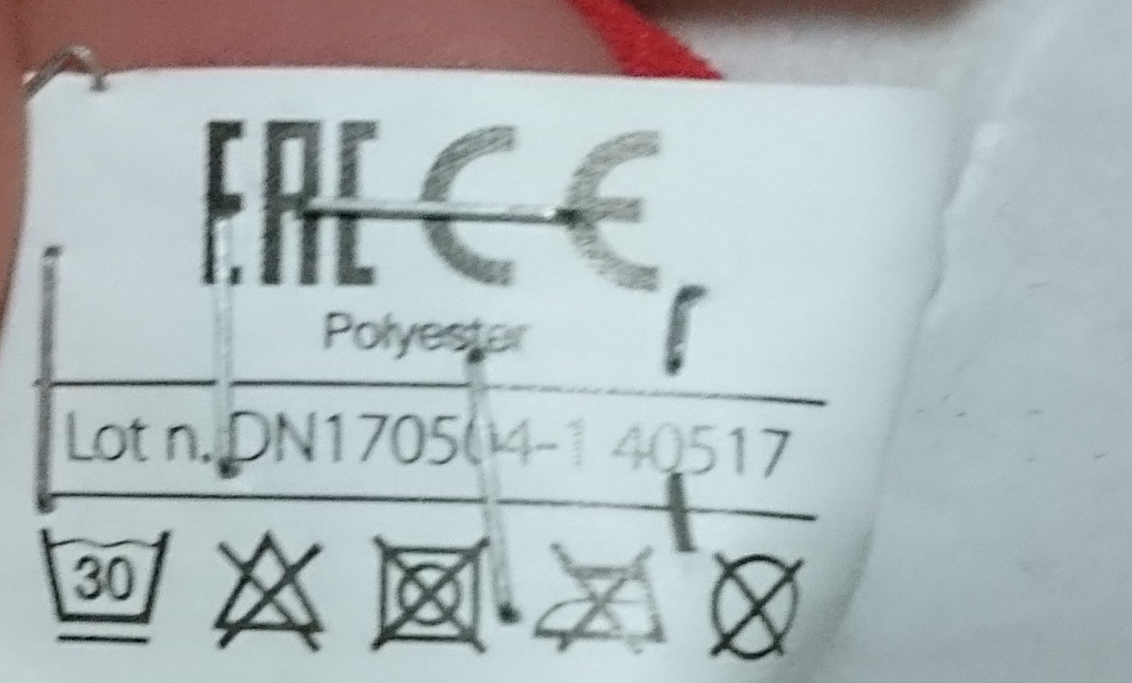 EAC CE
Polyester
Lot n. DN170504-1 40517
30